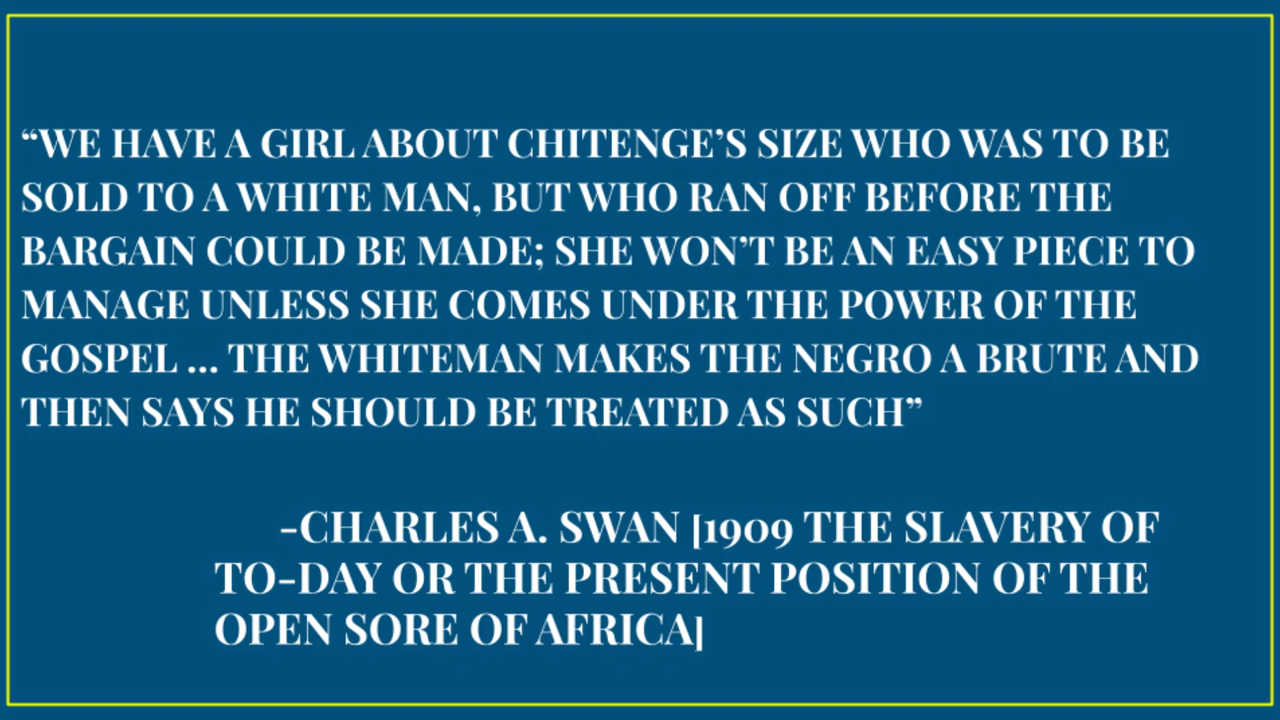 “WE HAVE A GIRL ABOUT CHITENGE’S SIZE WHO WAS TO BE
SOLD TO A WHITE MAN, BUT WHO RAN OFF BEFORE THE
BARGAIN COULD BE MADE; SHE WON’T BE AN EASY PIECE TO
MANAGE UNLESS SHE COMES UNDER THE POWER OF THE
GOSPEL ... THE WHITEMAN MAKES THE NEGRO A BRUTE AND
THEN SAYS HE SHOULD BE TREATED AS SUCH”
-CHARLES A. SWAN [1909 THE SLAVERY OF
TO-DAY OR THE PRESENT POSITION OF THE
OPEN SORE OF AFRICA]